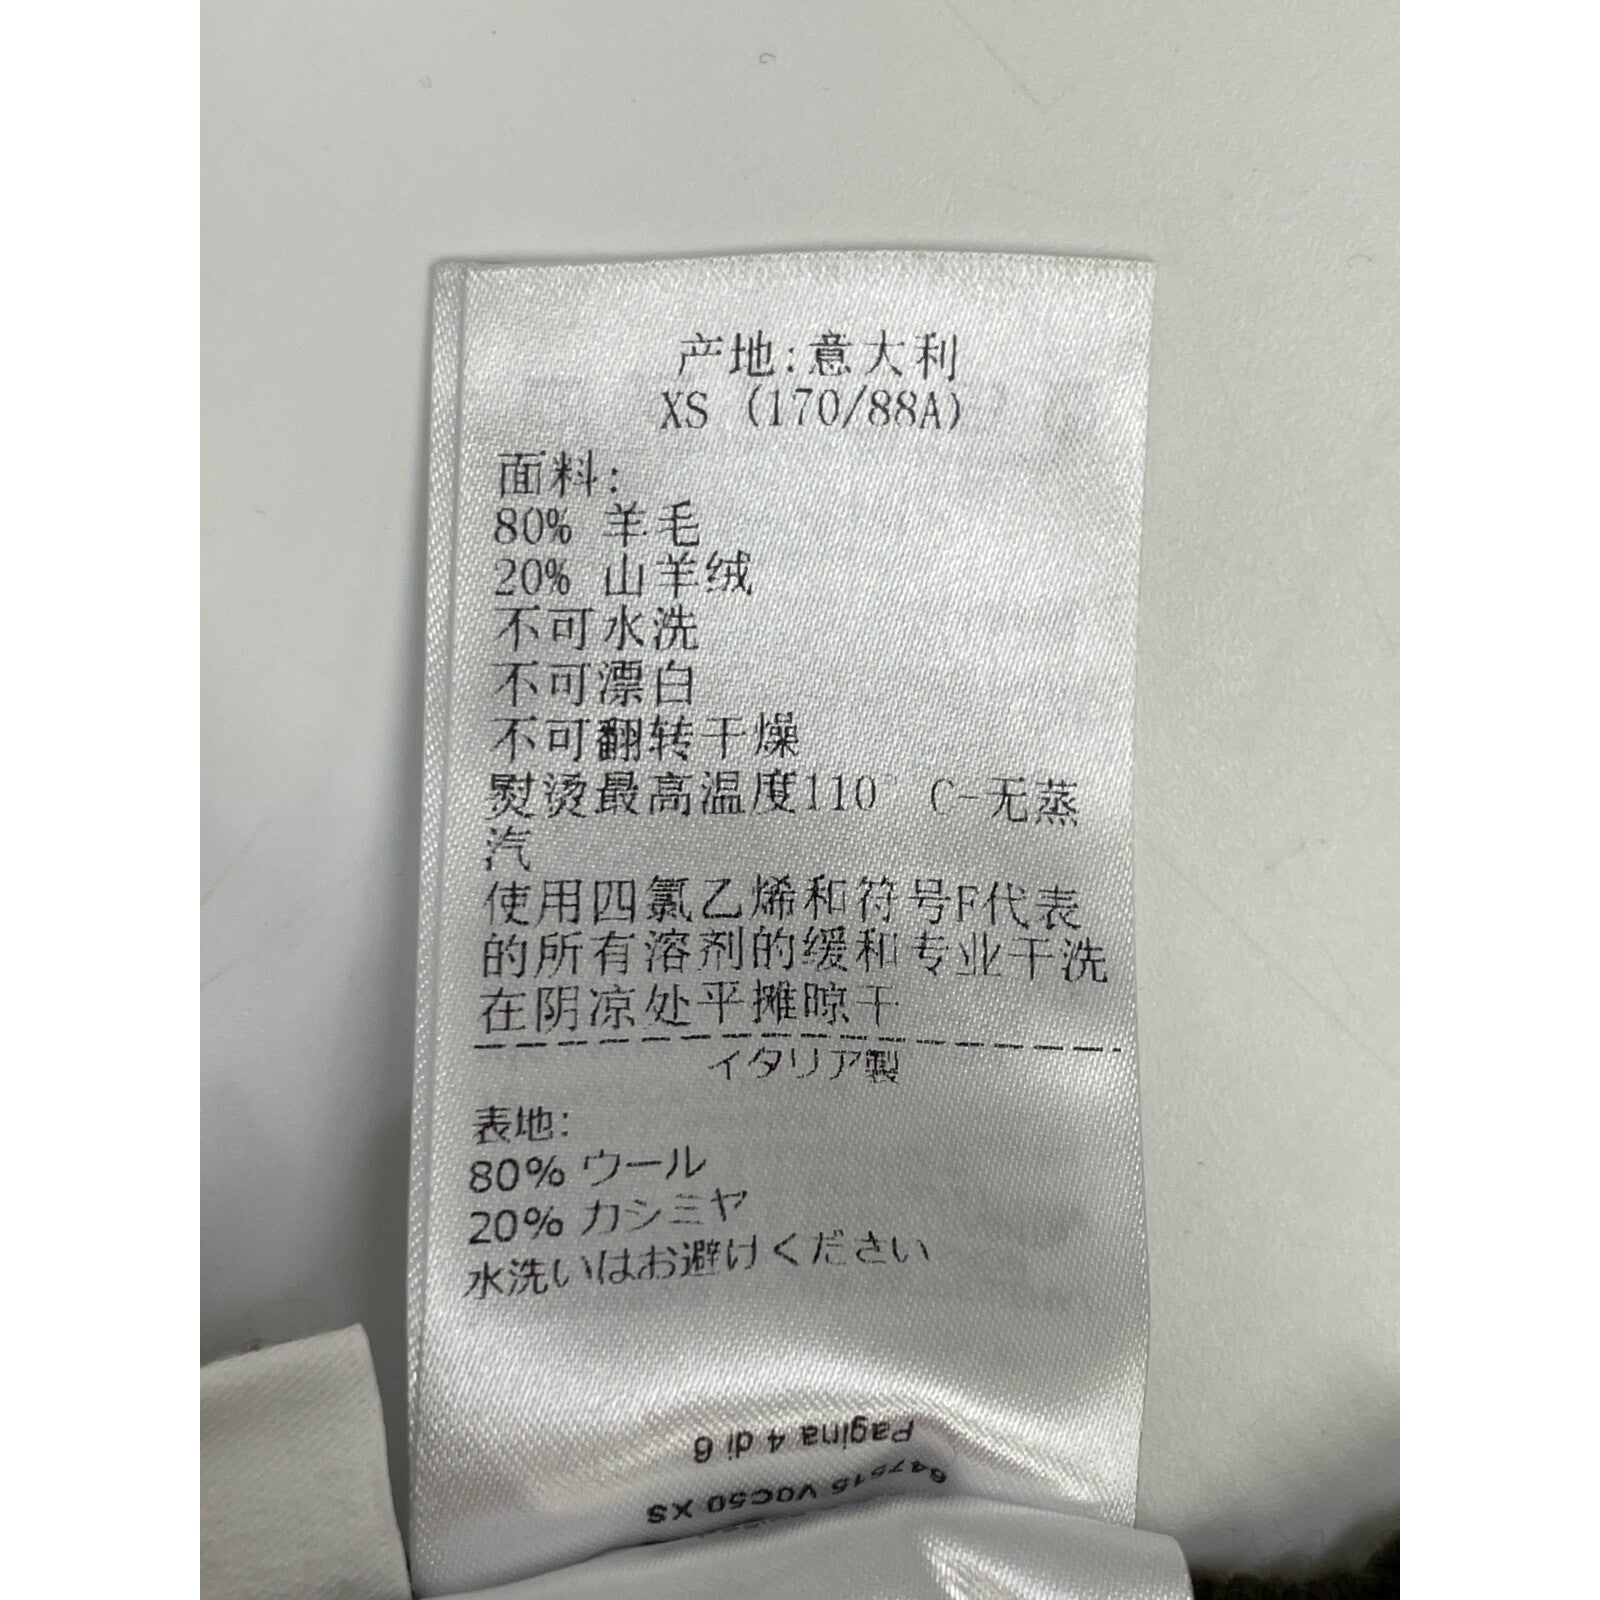 产地:意大利
XS (170/88A)
面料:
80% 羊毛
20% 山羊绒
不可水洗
不可漂白
不可翻转干燥
熨烫最高温度110° C-无蒸
汽
使用四氯乙烯和符号F代表
的所有溶剂的缓和专业干洗
在阴凉处平摊晾干
イタリア製
表地:
80% ウール
20% カシミヤ
水洗いはお避けください
Pagina 4 di 6
647515 V0C50 XS